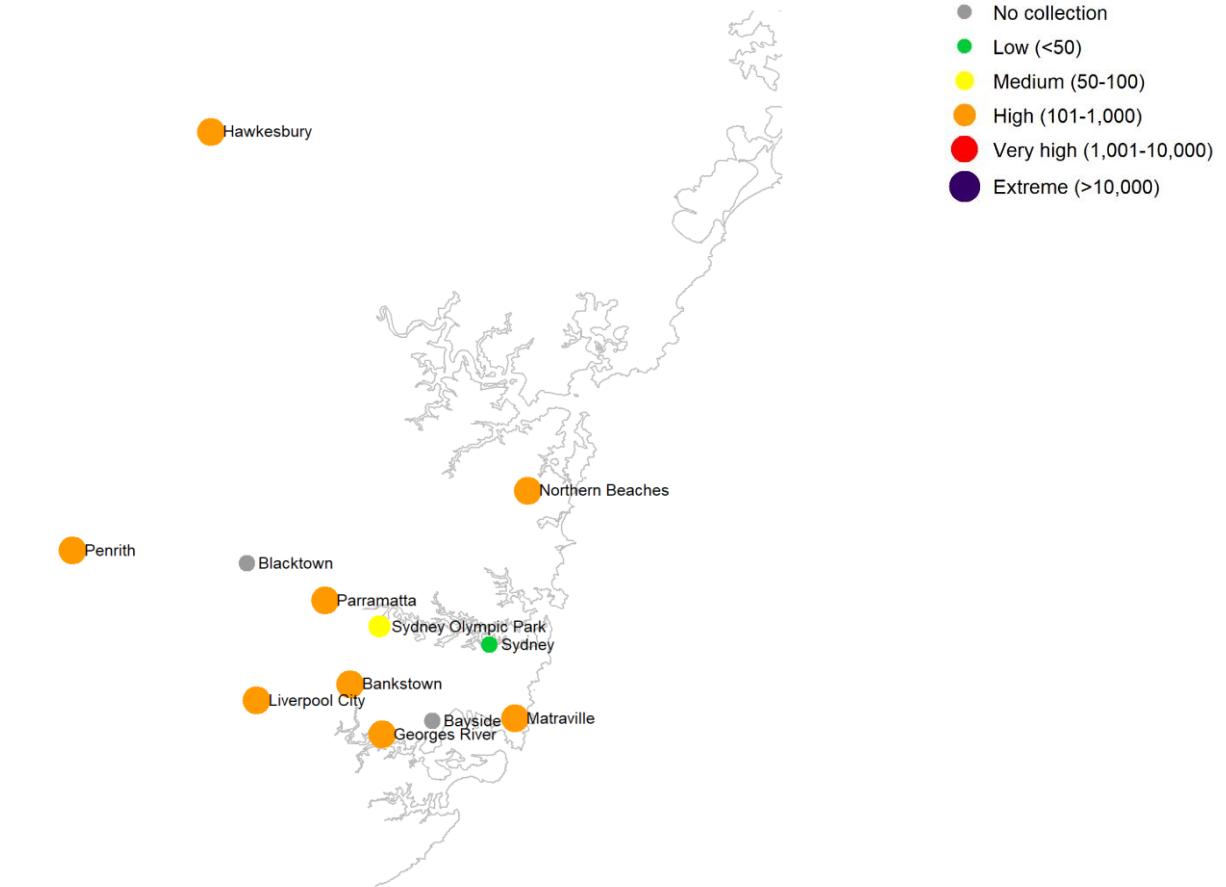 No collection
Low (<50)
Medium (50-100)
High (101-1,000)
Very high (1,001-10,000)
Extreme (>10,000)
Hawkesbury
Northern Beaches
Penrith
Blacktown
Parramatta
Sydney Olympic Park
Sydney
Bankstown
Liverpool City
Bayside
Matraville
Georges River